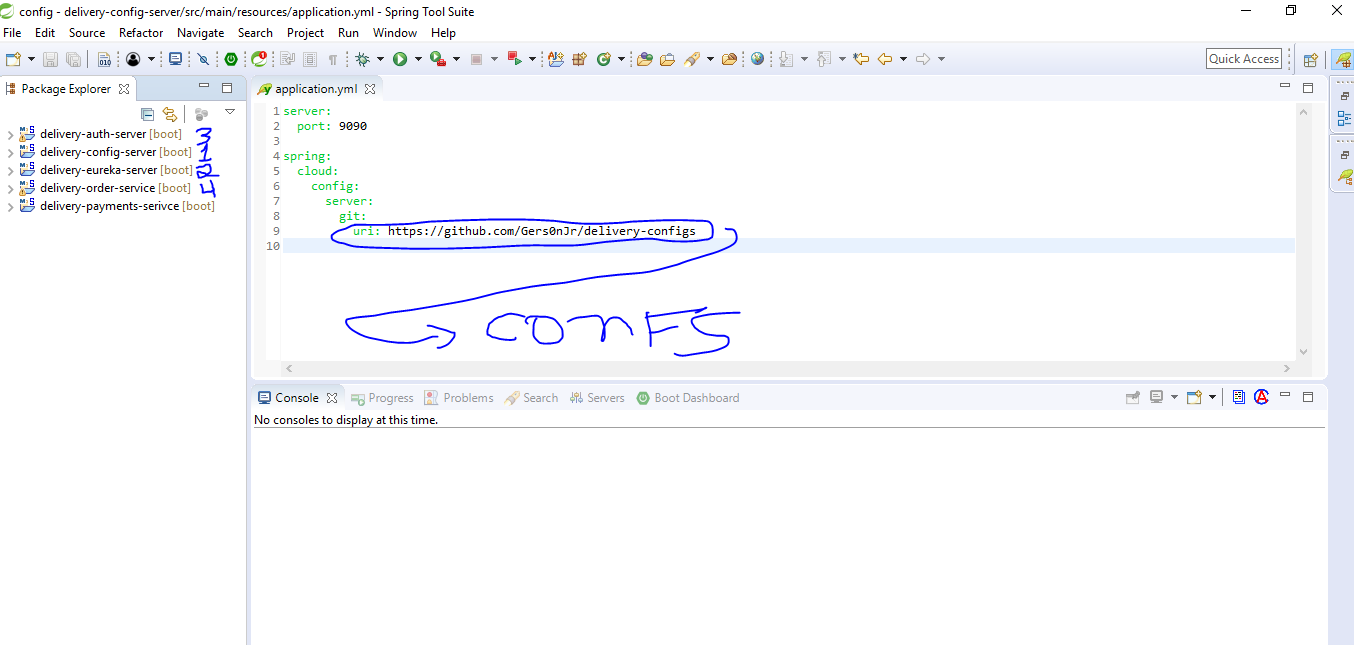 config - delivery-config-server/src/main/resources/application.yml - Spring Tool Suite
File Edit Source Refactor Navigate Search Project Run Window Help
010
Quick Access
Package Explorer
application.yml
delivery-auth-server [boot] 3
delivery-config-server [boot] 1
delivery-eureka-server [boot] 2
delivery-order-service [boot] 4
delivery-payments-serivce [boot]
1 server:
2 port: 9090
3
4 spring:
5 cloud:
6 config:
7 server:
8 git:
9 uri: https://github.com/Gers0nJr/delivery-configs
10
CONFS
Console Progress Problems Search Servers Boot Dashboard
No consoles to display at this time.